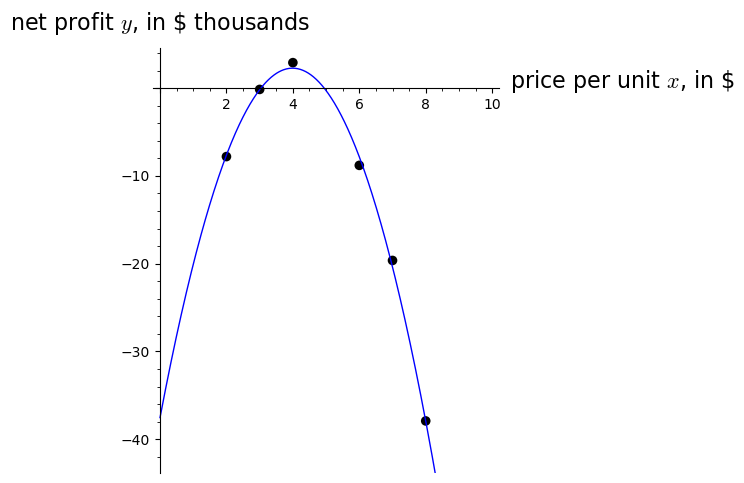 net profit y, in $ thousands
price per unit x, in $
2 4 6 8 10
−10
−20
−30
−40